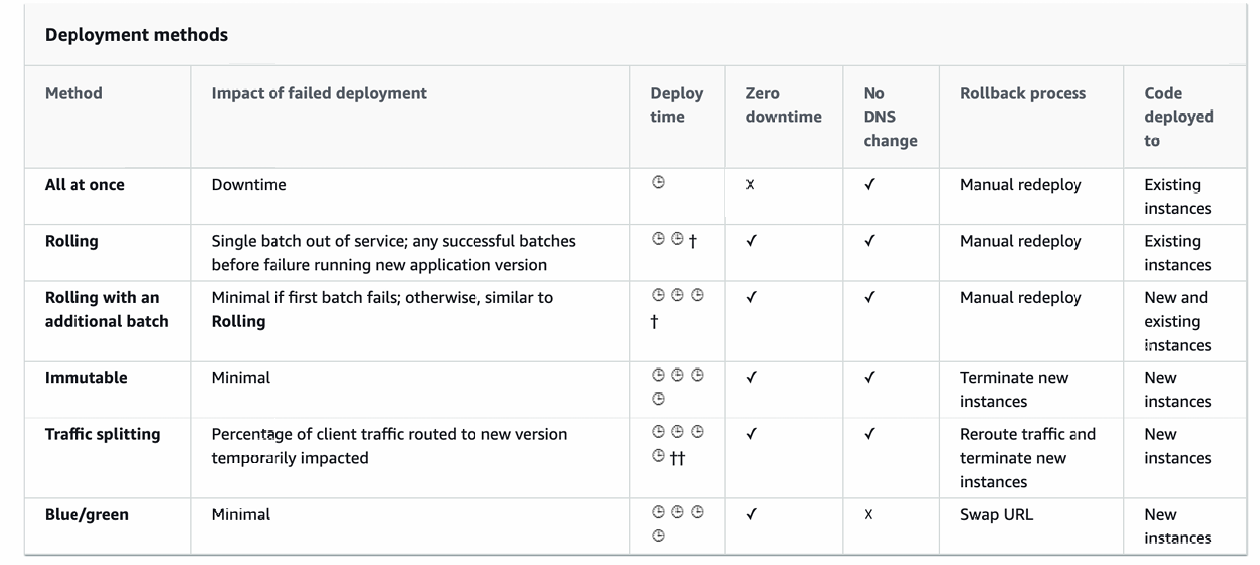 Deployment methods
Method
Impact of failed deployment
Deploy
time
Zero
downtime
No
DNS
change
Rollback process
Code
deployed
to
All at once
Downtime
🕒
x
✓
Manual redeploy
Existing
instances
Rolling
Single batch out of service; any successful batches
before failure running new application version
🕒 🕒 †
✓
✓
Manual redeploy
Existing
instances
Rolling with an
additional batch
Minimal if first batch fails; otherwise, similar to
Rolling
🕒 🕒 🕒
†
✓
✓
Manual redeploy
New and
existing
instances
Immutable
Minimal
🕒 🕒 🕒
🕒
✓
✓
Terminate new
instances
New
instances
Traffic splitting
Percentage of client traffic routed to new version
temporarily impacted
🕒 🕒 🕒
🕒 ††
✓
✓
Reroute traffic and
terminate new
instances
New
instances
Blue/green
Minimal
🕒 🕒 🕒
🕒
✓
x
Swap URL
New
instances